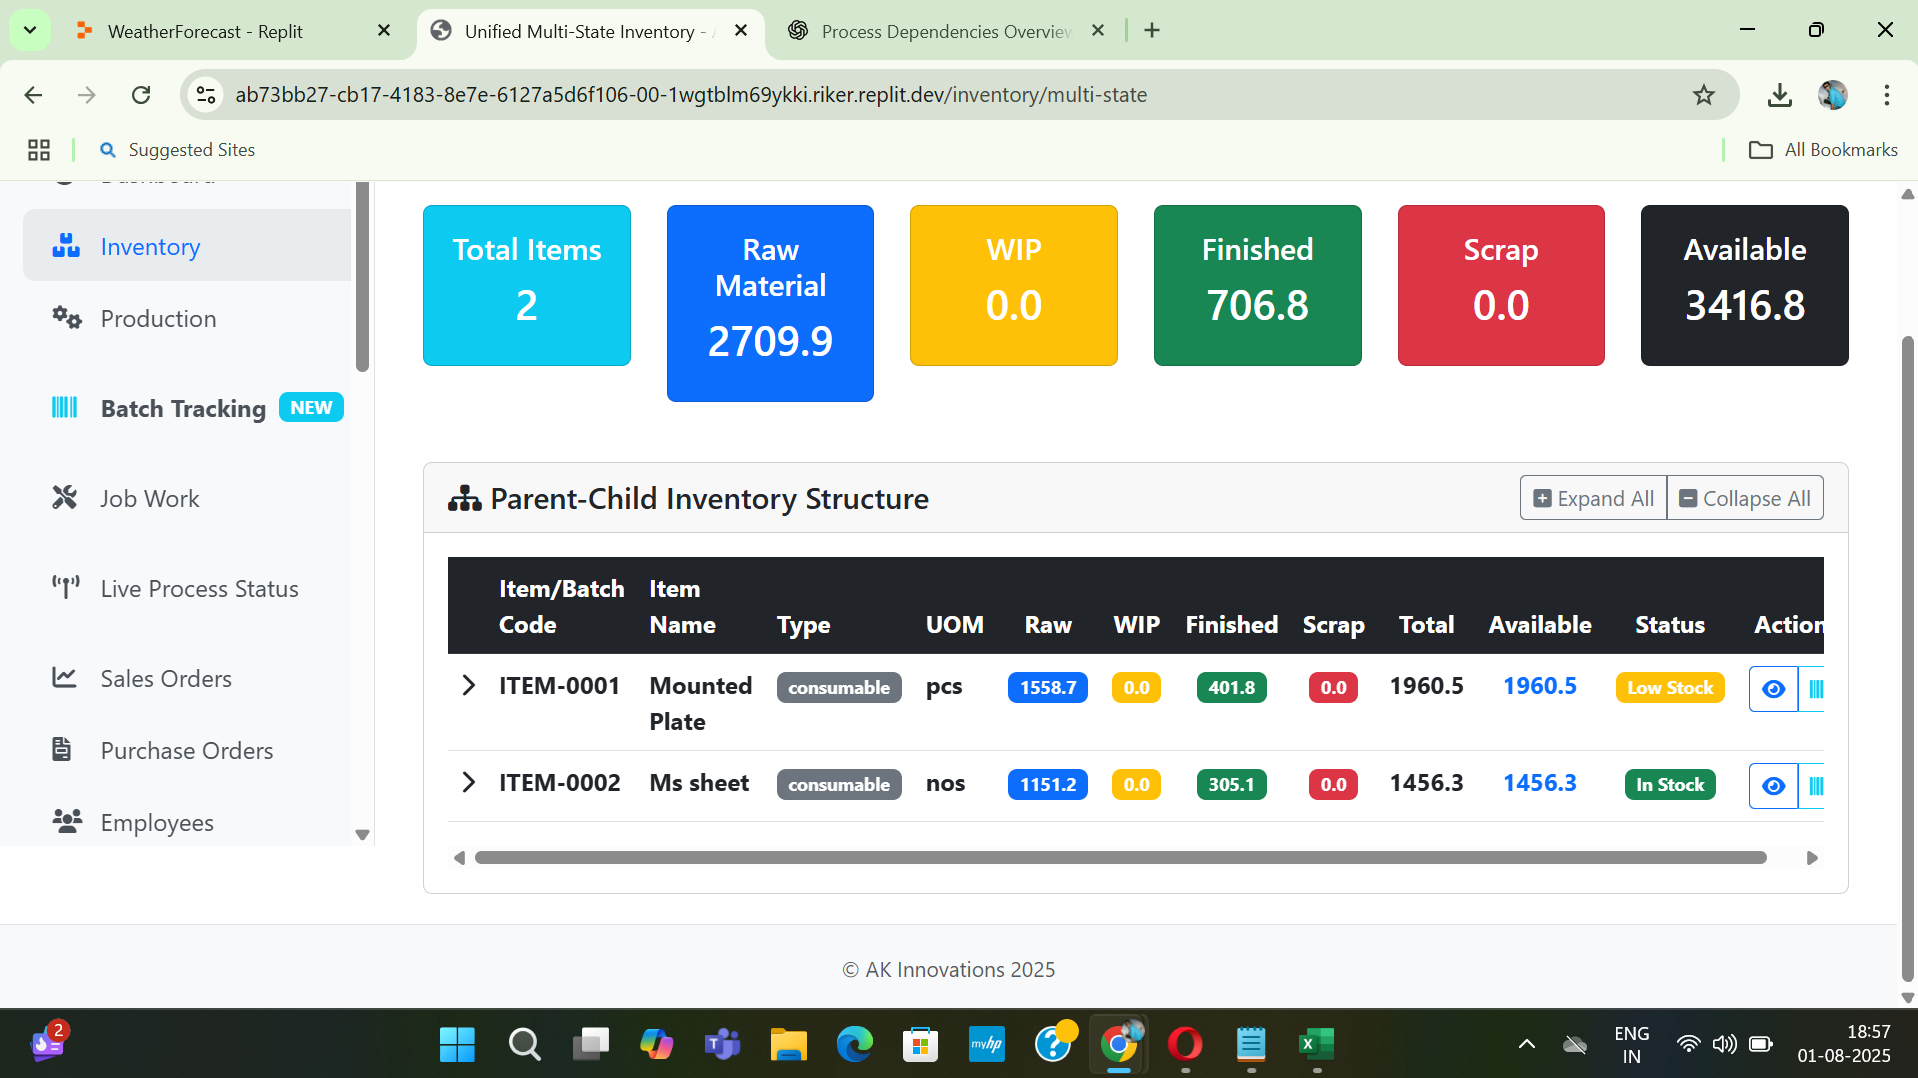 WeatherForecast - Replit
Unified Multi-State Inventory -
Process Dependencies Overview
ab73bb27-cb17-4183-8e7e-6127a5d6f106-00-1wgtblm69ykki.riker.replit.dev/inventory/multi-state
Suggested Sites
All Bookmarks
Dashboard
Inventory
Production
Batch Tracking NEW
Job Work
Live Process Status
Sales Orders
Purchase Orders
Employees
Total Items
2
Raw
Material
2709.9
WIP
0.0
Finished
706.8
Scrap
0.0
Available
3416.8
Parent-Child Inventory Structure
Expand All
Collapse All
Item/Batch Code Item Name Type UOM Raw WIP Finished Scrap Total Available Status Action
ITEM-0001 Mounted Plate consumable pcs 1558.7 0.0 401.8 0.0 1960.5 1960.5 Low Stock
ITEM-0002 Ms sheet consumable nos 1151.2 0.0 305.1 0.0 1456.3 1456.3 In Stock
© AK Innovations 2025
2
myhp
ENG
IN
18:57
01-08-2025